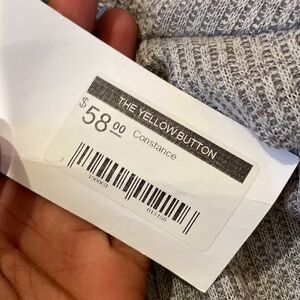 THE YELLOW BUTTON
$58.00
Constance